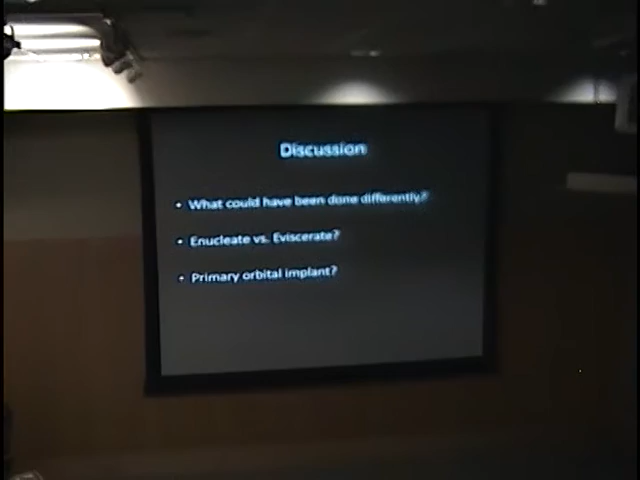 Discussion
• What could have been done differently?
• Enucleate vs. Eviscerate?
• Primary orbital implant?